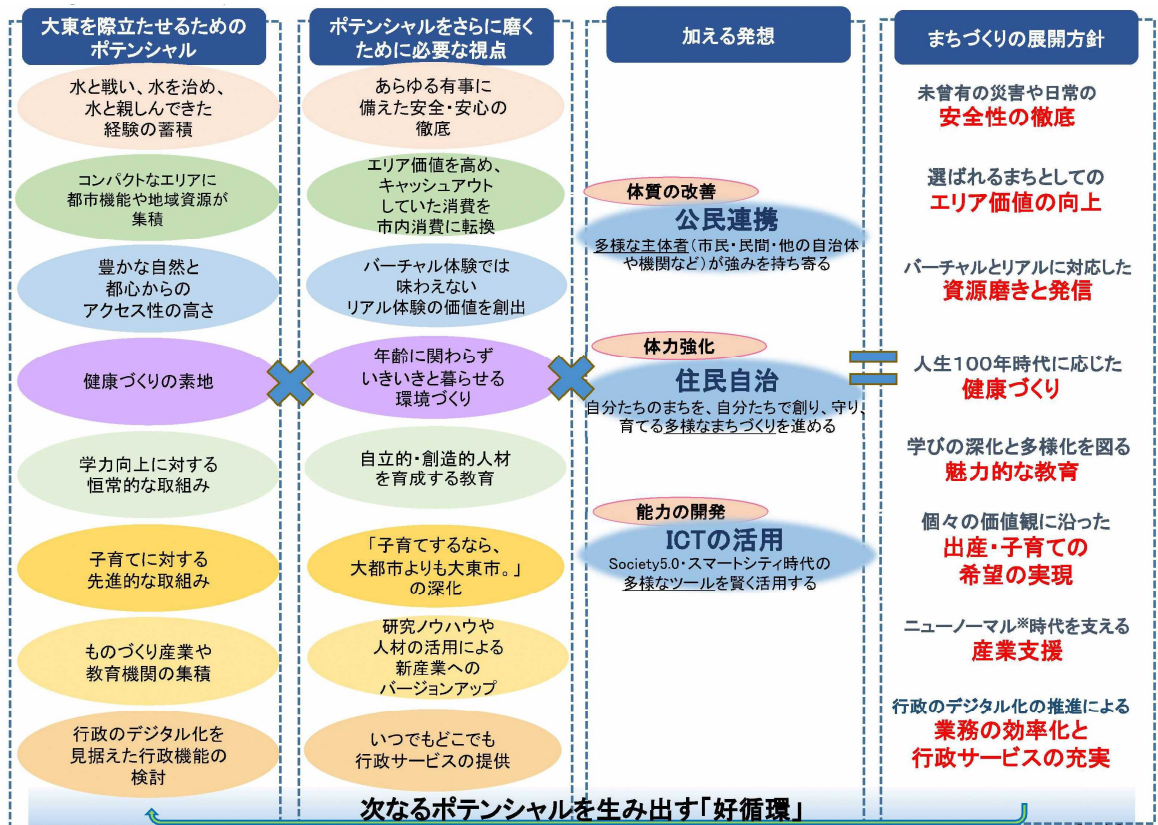 大東を際立たせるための
ポテンシャル
水と戦い、水を治め、
水と親しんできた
経験の蓄積
コンパクトなエリアに
都市機能や地域資源が
集積
豊かな自然と
都心からの
アクセス性の高さ
健康づくりの素地
学力向上に対する
恒常的な取組み
子育てに対する
先進的な取組み
ものづくり産業や
教育機関の集積
行政のデジタル化を
見据えた行政機能の
検討
ポテンシャルをさらに磨く
ために必要な視点
あらゆる有事に
備えた安全・安心の
徹底
エリア価値を高め、
キャッシュアウト
していた消費を
市内消費に転換
バーチャル体験では
味わえない
リアル体験の価値を創出
年齢に関わらず
いきいきと暮らせる
環境づくり
自立的・創造的人材
を育成する教育
「子育てするなら、
大都市よりも大東市。」
の深化
研究ノウハウや
人材の活用による
新産業への
バージョンアップ
いつでもどこでも
行政サービスの提供
加える発想
体質の改善
公民連携
多様な主体者(市民・民間・他の自治体
や機関など)が強みを持ち寄る
体力強化
住民自治
自分たちのまちを、自分たちで創り、守り、
育てる多様なまちづくりを進める
能力の開発
ICTの活用
Society5.0・スマートシティ時代の
多様なツールを賢く活用する
まちづくりの展開方針
未曾有の災害や日常の
安全性の徹底
選ばれるまちとしての
エリア価値の向上
バーチャルとリアルに対応した
資源磨きと発信
人生100年時代に応じた
健康づくり
学びの深化と多様化を図る
魅力的な教育
個々の価値観に沿った
出産・子育ての
希望の実現
ニューノーマル※時代を支える
産業支援
行政のデジタル化の推進による
業務の効率化と
行政サービスの充実
次なるポテンシャルを生み出す「好循環」